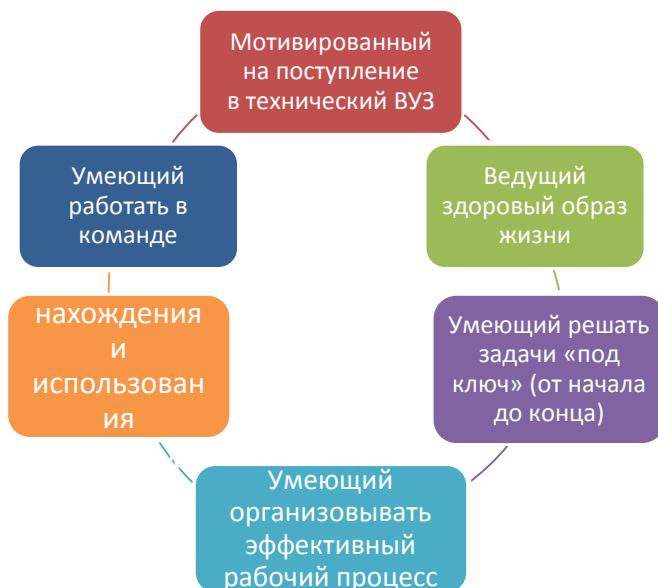 Мотивированный
на поступление
в технический ВУЗ
Умеющий
работать в
команде
Ведущий
здоровый образ
жизни
нахождения
и
использован
ия
Умеющий решать
задачи «под
ключ» (от начала
до конца)
Умеющий
организовывать
эффективный
рабочий процесс